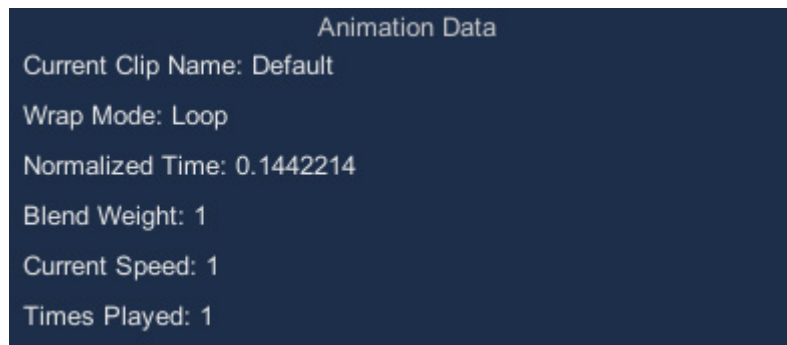 Animation Data
Current Clip Name: Default
Wrap Mode: Loop
Normalized Time: 0.1442214
Blend Weight: 1
Current Speed: 1
Times Played: 1